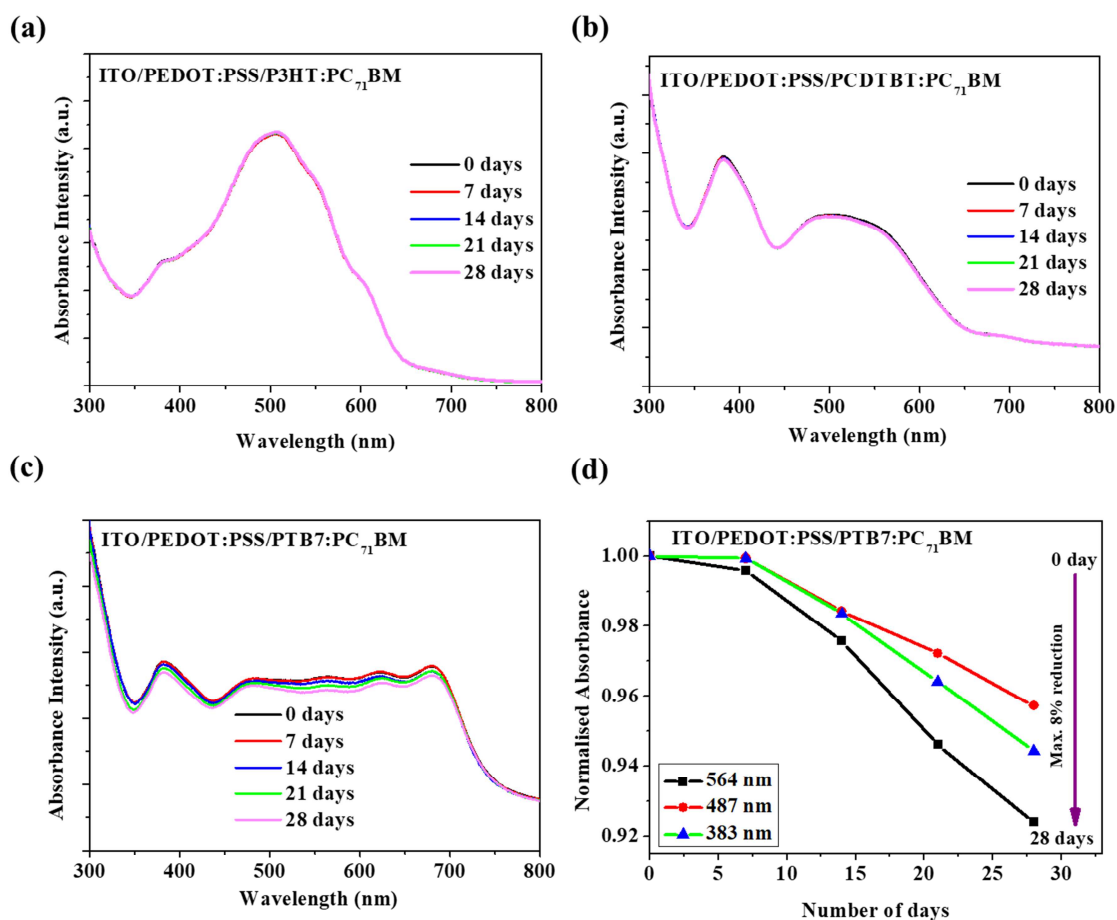 (a)
ITO/PEDOT:PSS/P3HT:PC71BM
Absorbance Intensity (a.u.)
0 days
7 days
14 days
21 days
28 days
300 400 500 600 700 800
Wavelength (nm)
(b)
ITO/PEDOT:PSS/PCDTBT:PC71BM
Absorbance Intensity (a.u.)
0 days
7 days
14 days
21 days
28 days
300 400 500 600 700 800
Wavelength (nm)
(c)
ITO/PEDOT:PSS/PTB7:PC71BM
Absorbance Intensity (a.u.)
0 days
7 days
14 days
21 days
28 days
300 400 500 600 700 800
Wavelength (nm)
(d)
ITO/PEDOT:PSS/PTB7:PC71BM
Normalised Absorbance
1.00
0.98
0.96
0.94
0.92
0 day
Max. 8% reduction
28 days
564 nm
487 nm
383 nm
0 5 10 15 20 25 30
Number of days